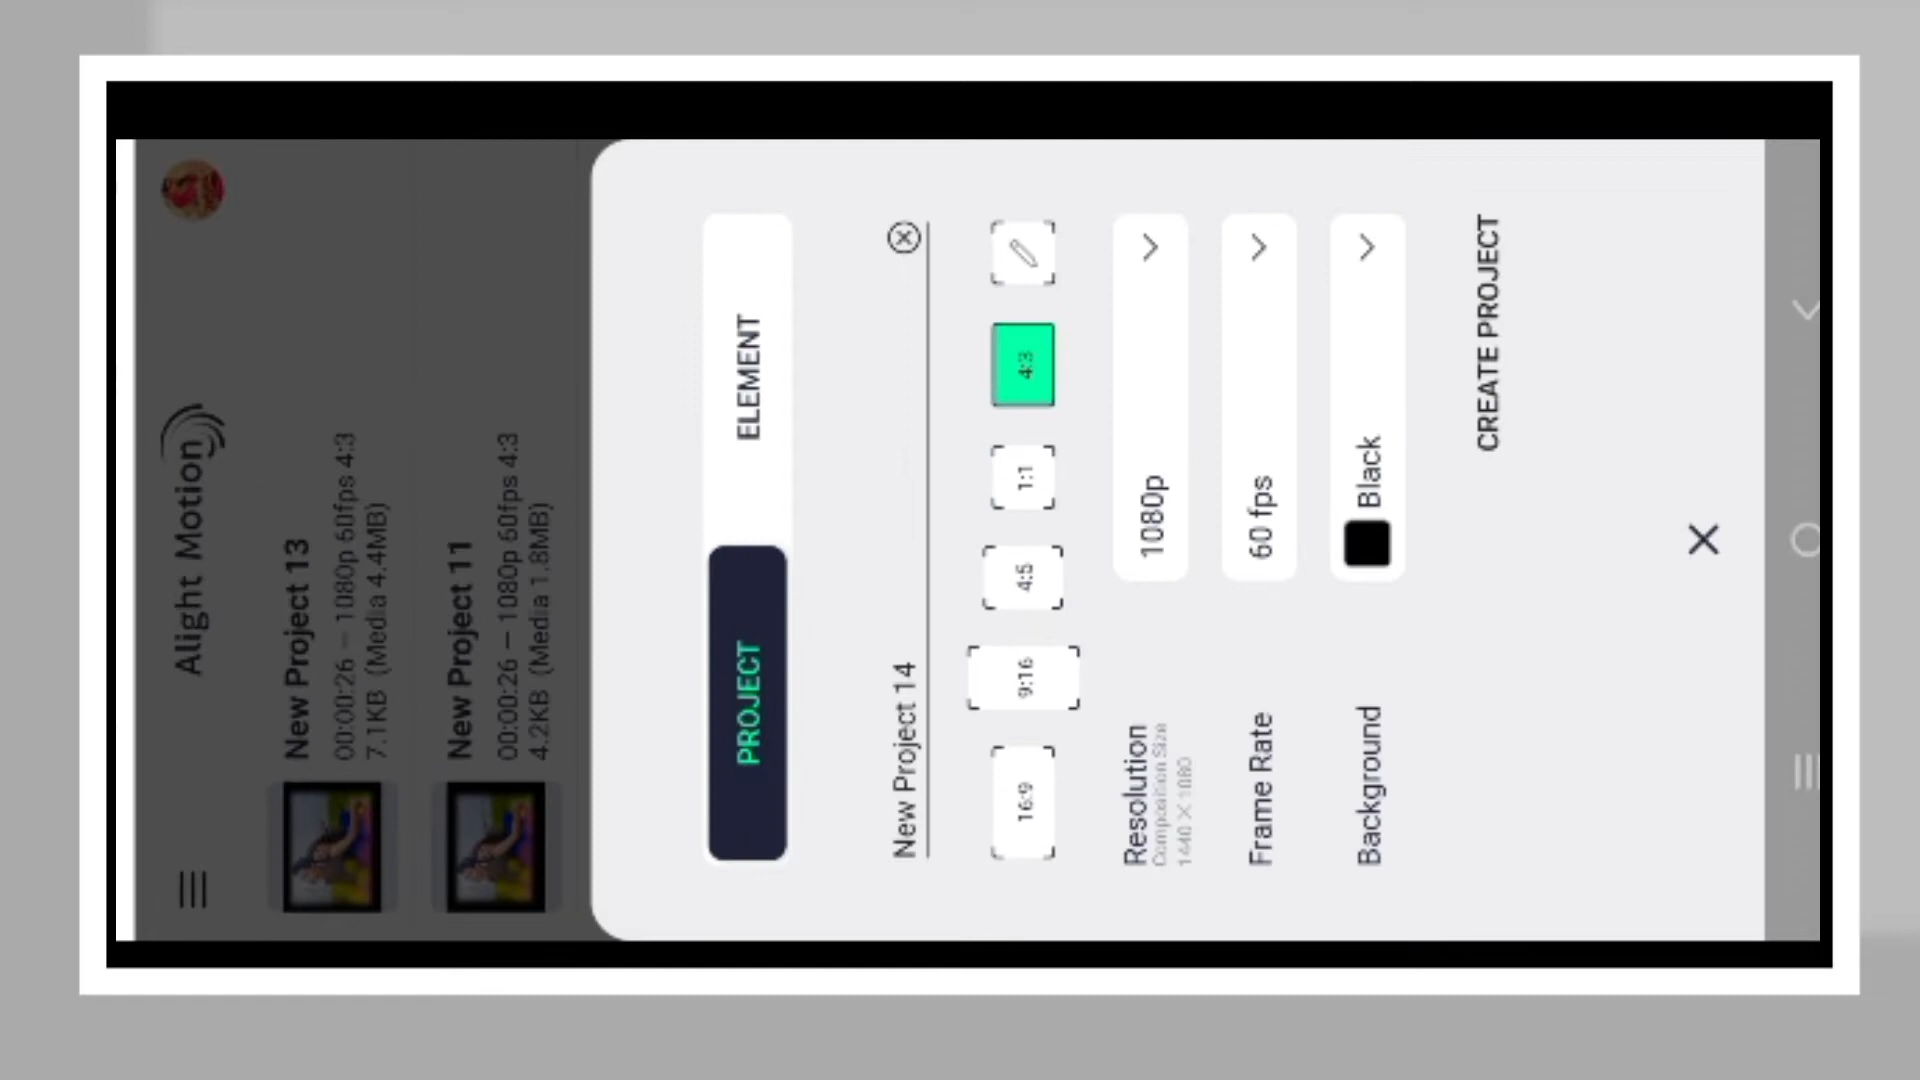 Alight Motion
New Project 13
00:00:26 – 1080p 60fps 4:3
7.1KB (Media 4.4MB)
New Project 11
00:00:26 – 1080p 60fps 4:3
4.2KB (Media 1.8MB)
PROJECT ELEMENT
New Project 14
16:9 9:16 4:5 1:1 4:3
Resolution 1080p
Composition Size
1440 X 1080
Frame Rate 60 fps
Background Black
CREATE PROJECT